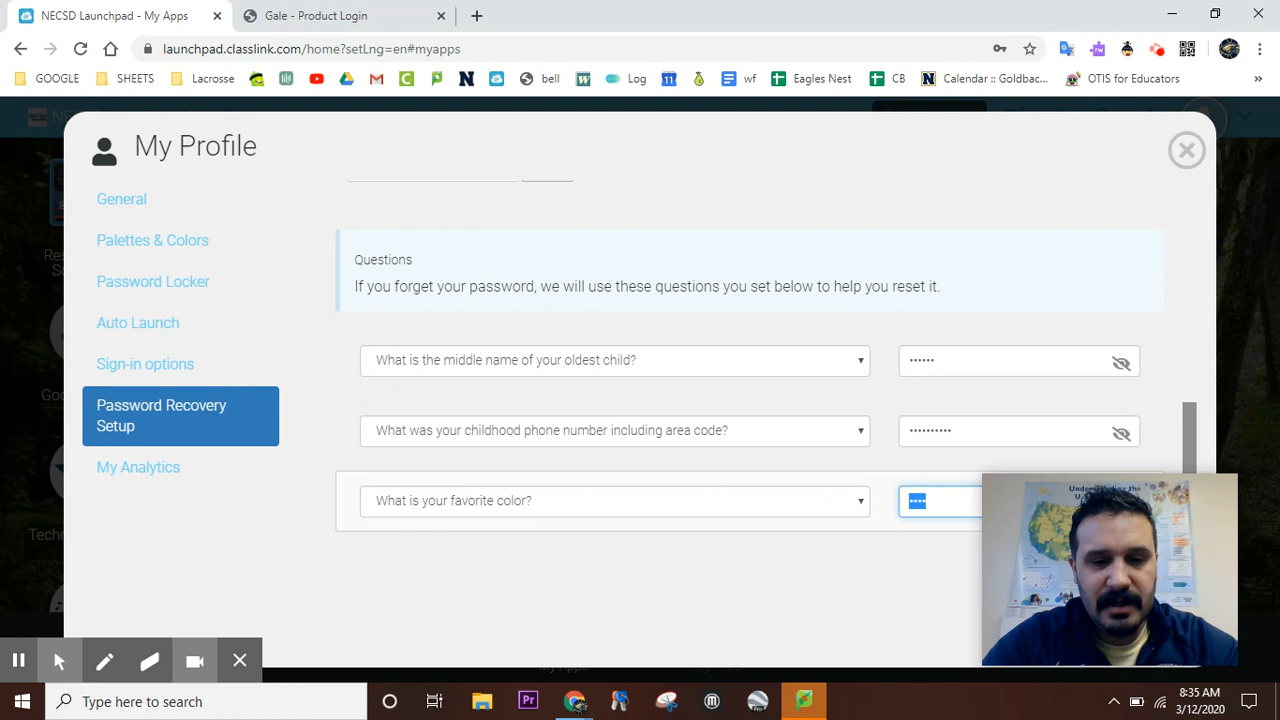 NECSD Launchpad - My Apps
Gale - Product Login
launchpad.classlink.com/home?setLng=en#myapps
GOOGLE
SHEETS
Lacrosse
bell
Log
wf
Eagles Nest
CB
Calendar :: Goldbac...
OTIS for Educators
»
My Profile
General
Palettes & Colors
Password Locker
Auto Launch
Sign-in options
Password Recovery
Setup
My Analytics
Questions
If you forget your password, we will use these questions you set below to help you reset it.
What is the middle name of your oldest child?
••••••
What was your childhood phone number including area code?
••••••••••
What is your favorite color?
••••
Understanding the
Type here to search
8:35 AM
3/12/2020